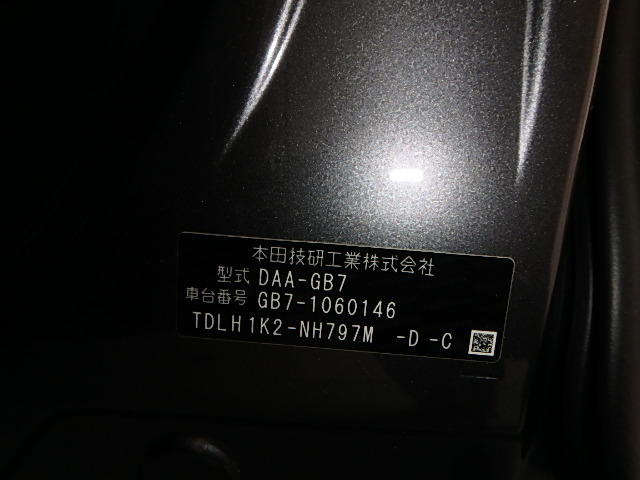 本田技研工業株式会社
型式 DAA-GB7
車台番号 GB7-1060146
TDLH1K2-NH797M -D -C